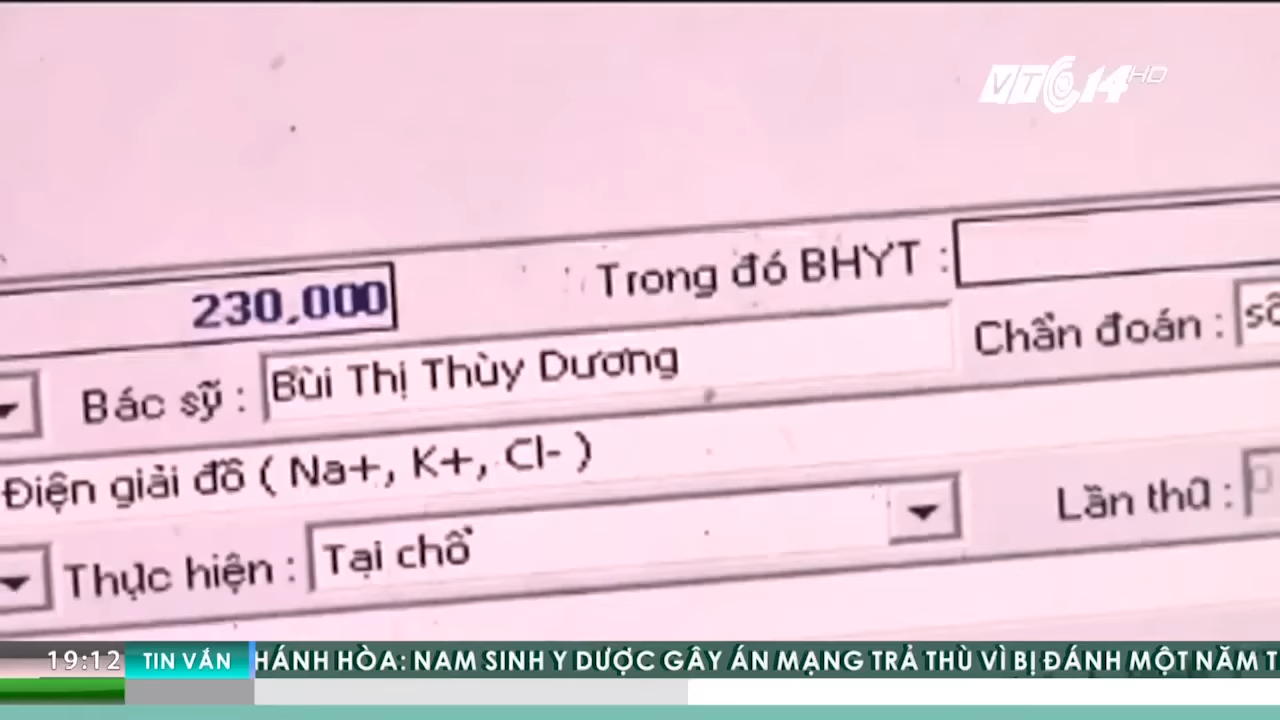 VTC14 HD
230,000
Trong đó BHYT :
Bác sỹ : Bùi Thị Thùy Dương
Chẩn đoán :
Điện giải đồ ( Na+, K+, Cl- )
Thực hiện : Tại chỗ
Lần thử :
19:12 TIN VẮN HÁNH HÒA: NAM SINH Y DƯỢC GÂY ÁN MẠNG TRẢ THÙ VÌ BỊ ĐÁNH MỘT NĂM